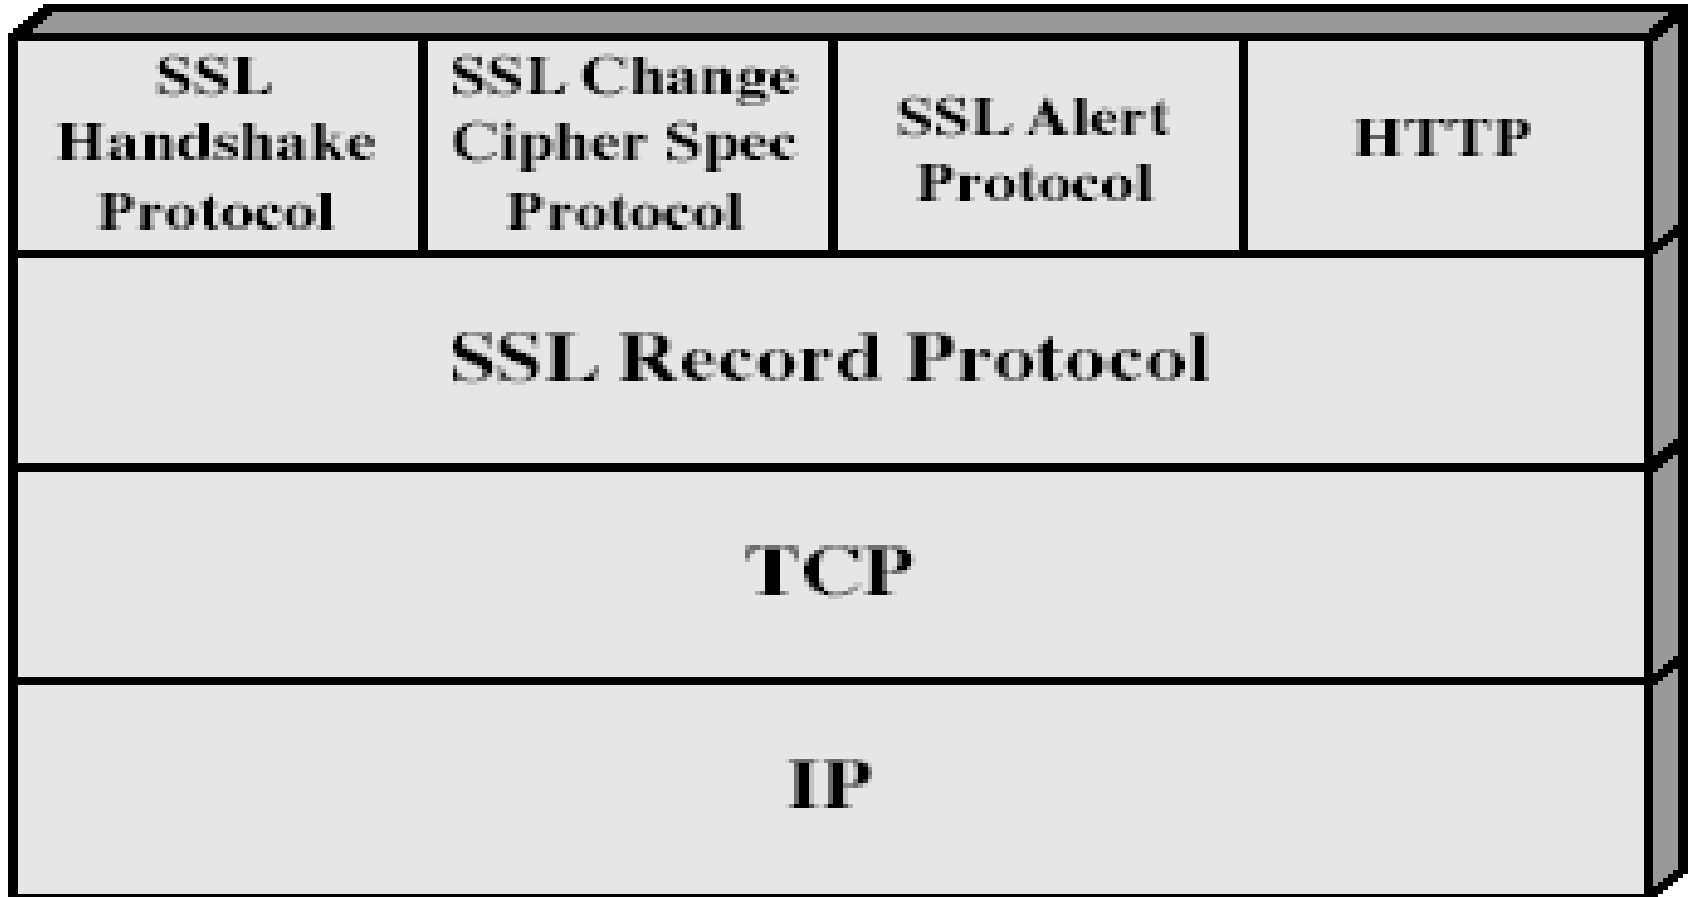 SSL
Handshake
Protocol
SSL Change
Cipher Spec
Protocol
SSL Alert
Protocol
HTTP
SSL Record Protocol
TCP
IP